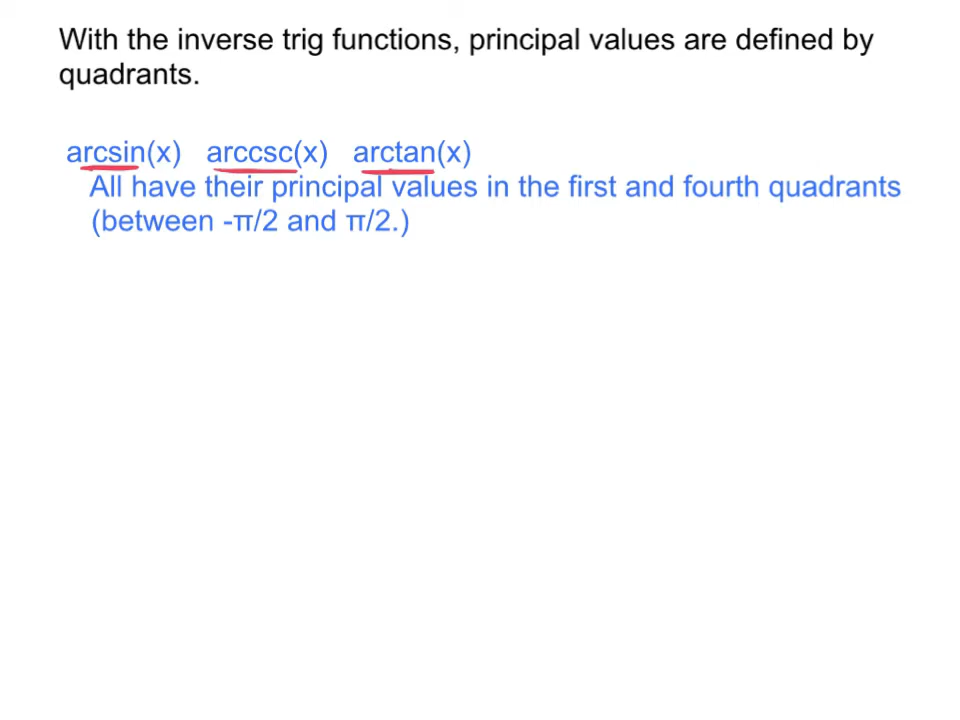 With the inverse trig functions, principal values are defined by
quadrants.
arcsin(x) arccsc(x) arctan(x)
All have their principal values in the first and fourth quadrants
(between -π/2 and π/2.)